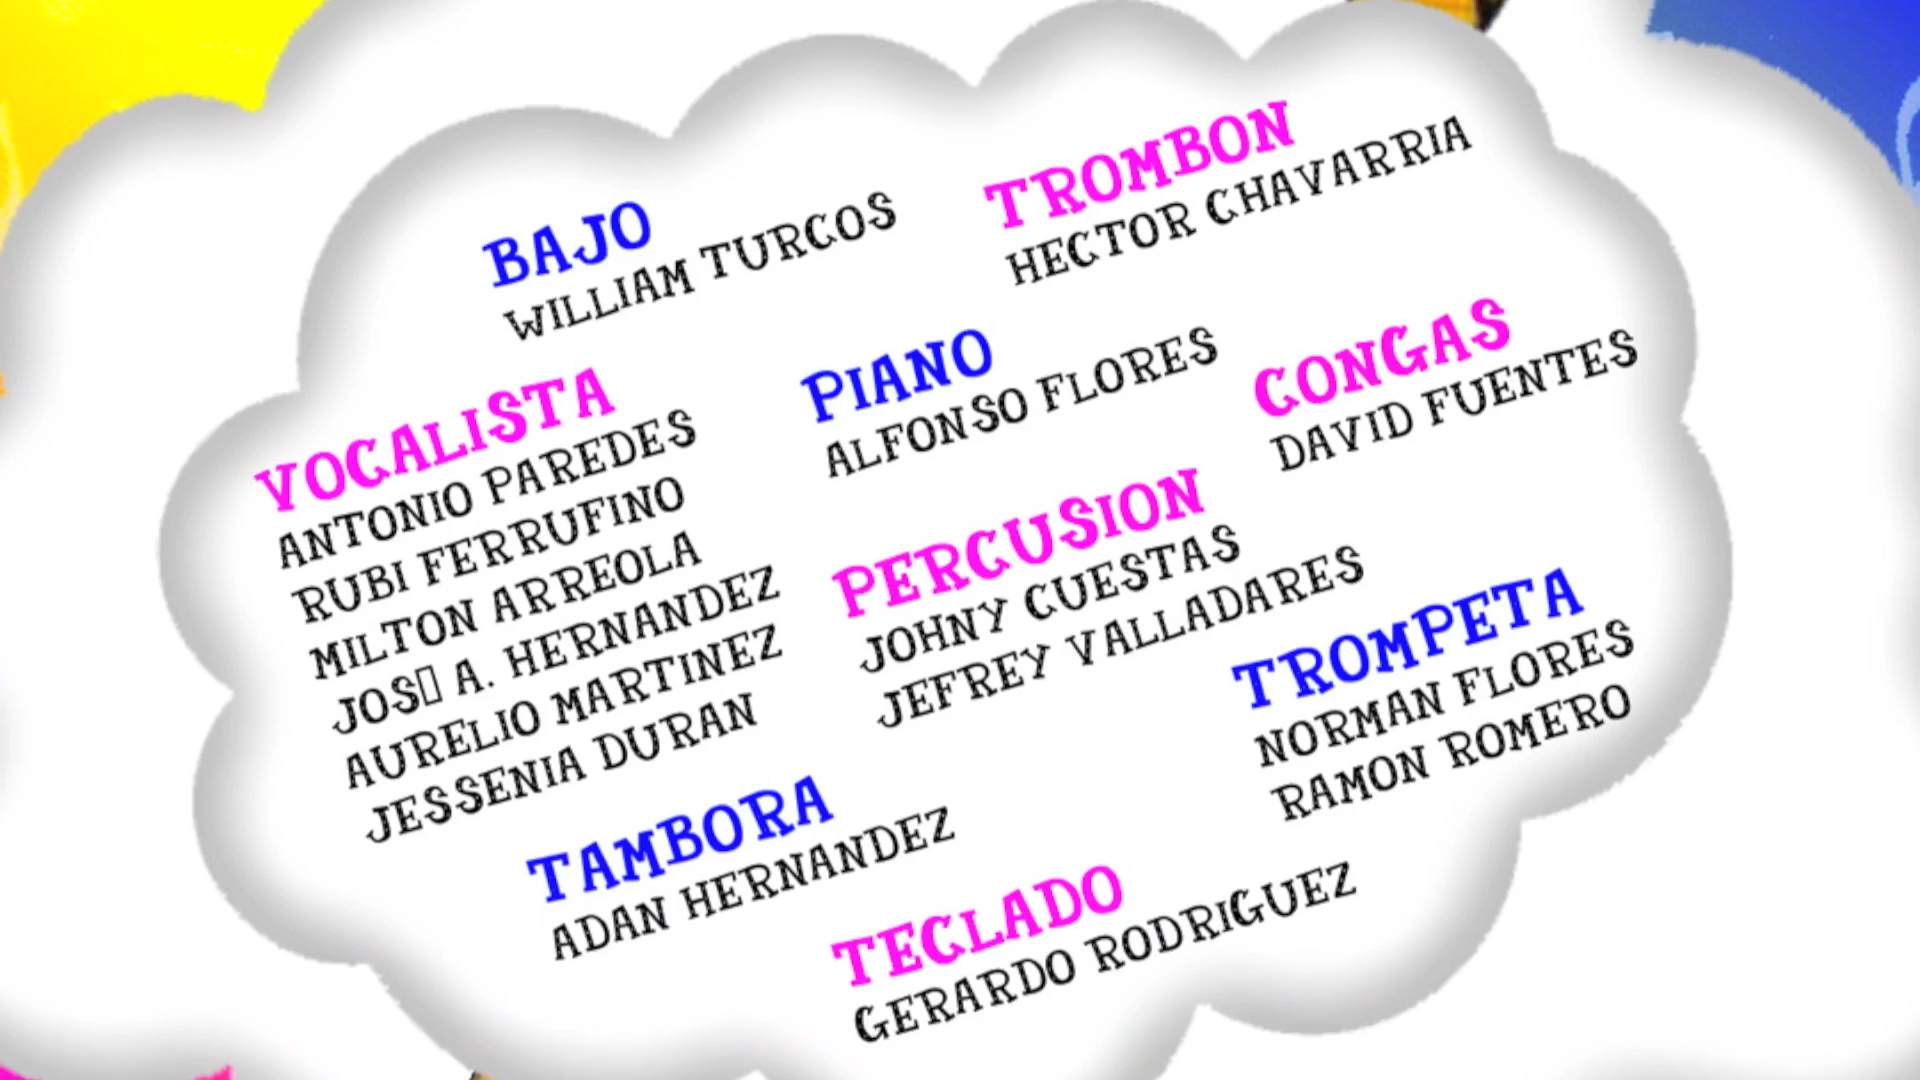 BAJO
WILLIAM TURCOS
TROMBON
HECTOR CHAVARRIA
VOCALISTA
ANTONIO PAREDES
RUBI FERRUFINO
MILTON ARREOLA
JOS▯ A. HERNANDEZ
AURELIO MARTINEZ
JESSENIA DURAN
PIANO
ALFONSO FLORES
CONGAS
DAVID FUENTES
PERCUSION
JOHNY CUESTAS
JEFREY VALLADARES
TROMPETA
NORMAN FLORES
RAMON ROMERO
TAMBORA
ADAN HERNANDEZ
TECLADO
GERARDO RODRIGUEZ